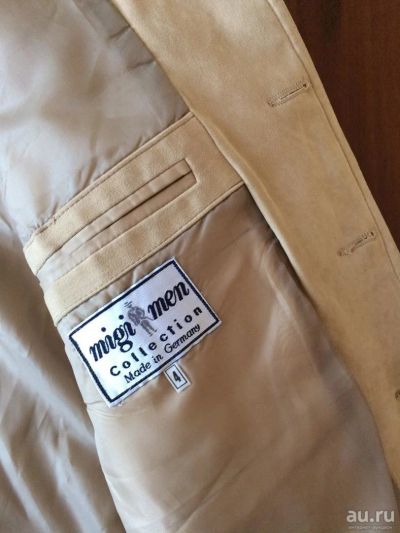 migi men
Collection
Made in Germany
4
au.ru